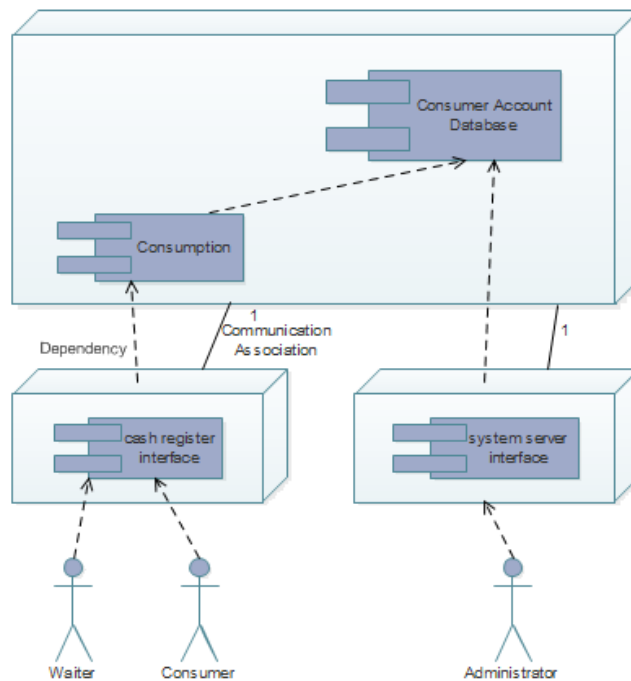 Consumer Account
Database
Consumption
1
Communication
Association
1
Dependency
cash register
interface
system server
interface
Waiter
Consumer
Administrator